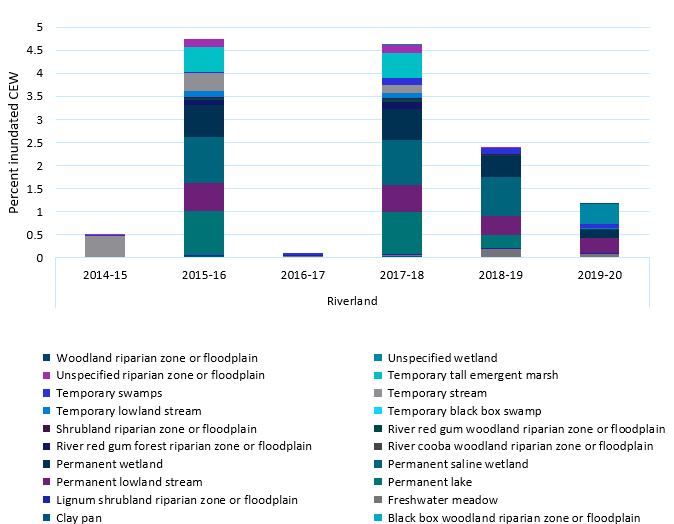 5
4.5
4
3.5
3
2.5
2
1.5
1
0.5
0
Percent inundated CEW
2014-15 2015-16 2016-17 2017-18 2018-19 2019-20
Riverland
Woodland riparian zone or floodplain Unspecified wetland
Unspecified riparian zone or floodplain Temporary tall emergent marsh
Temporary swamps Temporary stream
Temporary lowland stream Temporary black box swamp
Shrubland riparian zone or floodplain River red gum woodland riparian zone or floodplain
River red gum forest riparian zone or floodplain River cooba woodland riparian zone or floodplain
Permanent wetland Permanent saline wetland
Permanent lowland stream Permanent lake
Lignum shrubland riparian zone or floodplain Freshwater meadow
Clay pan Black box woodland riparian zone or floodplain